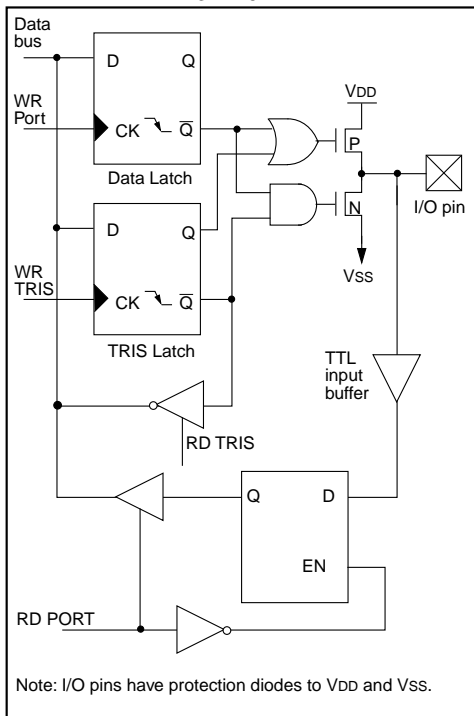 Data
bus
D
Q
WR
Port
CK
Q
VDD
P
Data Latch
I/O pin
N
D
Q
WR
TRIS
CK
Q
VSS
TRIS Latch
TTL
input
buffer
RD TRIS
Q
D
EN
RD PORT
Note: I/O pins have protection diodes to VDD and VSS.